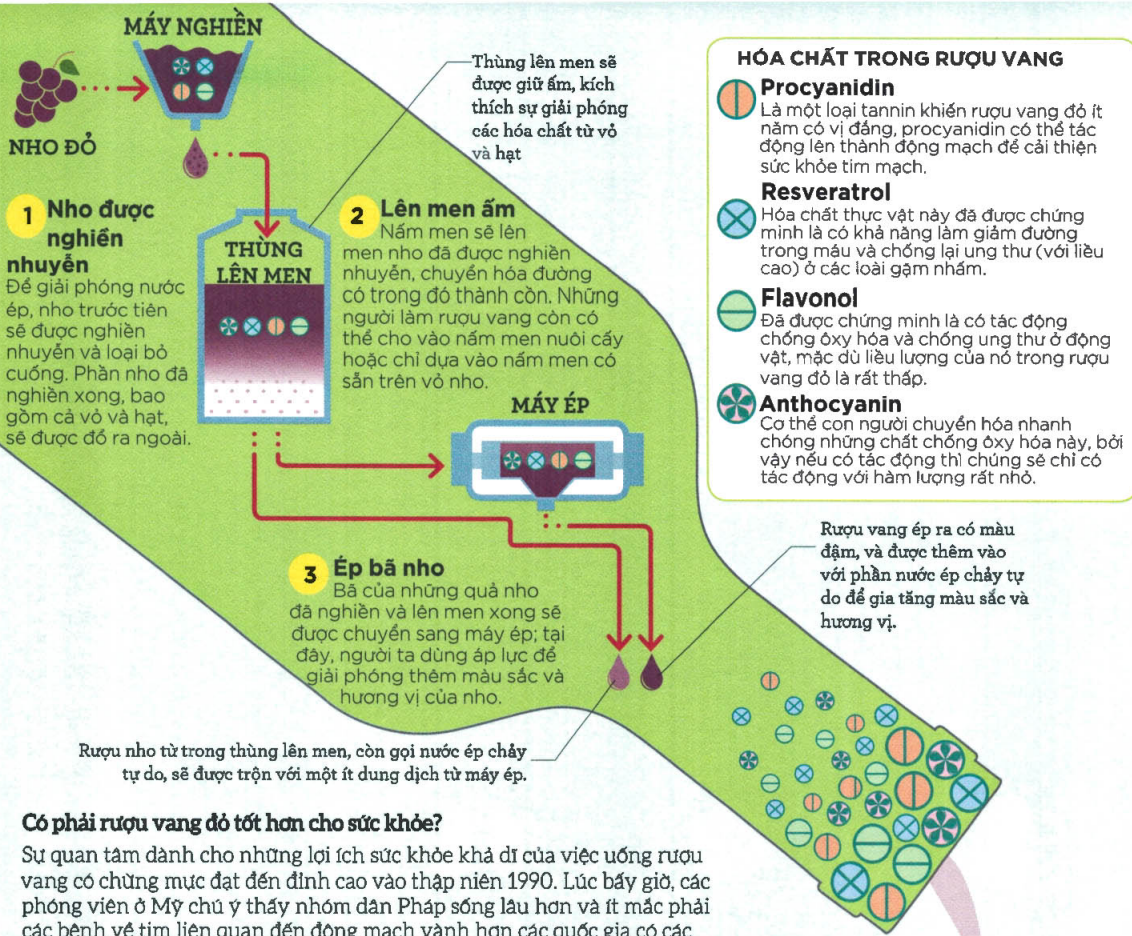 MÁY NGHIỀN
NHO ĐỎ
Thùng lên men sẽ
được giữ ấm, kích
thích sự giải phóng
các hóa chất từ vỏ
và hạt
1 Nho được
nghiền
nhuyễn
Để giải phóng nước
ép, nho trước tiên
sẽ được nghiền
nhuyễn và loại bỏ
cuống. Phần nho đã
nghiền xong, bao
gồm cả vỏ và hạt,
sẽ được đổ ra ngoài.
THÙNG
LÊN MEN
2 Lên men ấm
Nấm men sẽ lên
men nho đã được nghiền
nhuyễn, chuyển hóa đường
có trong đó thành cồn. Những
người làm rượu vang còn có
thể cho vào nấm men nuôi cấy
hoặc chỉ dựa vào nấm men có
sẵn trên vỏ nho.
MÁY ÉP
3 Ép bã nho
Bã của những quả nho
đã nghiền và lên men xong sẽ
được chuyển sang máy ép; tại
đây, người ta dùng áp lực để
giải phóng thêm màu sắc và
hương vị của nho.
HÓA CHẤT TRONG RƯỢU VANG
Procyanidin
Là một loại tannin khiến rượu vang đỏ ít
năm có vị đắng, procyanidin có thể tác
động lên thành động mạch để cải thiện
sức khỏe tim mạch.
Resveratrol
Hóa chất thực vật này đã được chứng
minh là có khả năng làm giảm đường
trong máu và chống lại ung thư (với liều
cao) ở các loài gặm nhấm.
Flavonol
Đã được chứng minh là có tác động
chống ôxy hóa và chống ung thư ở động
vật, mặc dù liều lượng của nó trong rượu
vang đỏ là rất thấp.
Anthocyanin
Cơ thể con người chuyển hóa nhanh
chóng những chất chống ôxy hóa này, bởi
vậy nếu có tác động thì chúng sẽ chỉ có
tác động với hàm lượng rất nhỏ.
Rượu vang ép ra có màu
đậm, và được thêm vào
với phần nước ép chảy tự
do để gia tăng màu sắc và
hương vị.
Rượu nho từ trong thùng lên men, còn gọi nước ép chảy
tự do, sẽ được trộn với một ít dung dịch từ máy ép.
Có phải rượu vang đỏ tốt hơn cho sức khỏe?
Sự quan tâm dành cho những lợi ích sức khỏe khả dĩ của việc uống rượu
vang có chừng mực đạt đến đỉnh cao vào thập niên 1990. Lúc bấy giờ, các
phóng viên ở Mỹ chú ý thấy nhóm dân Pháp sống lâu hơn và ít mắc phải
các bệnh về tim liên quan đến động mạch vành hơn các quốc gia có các